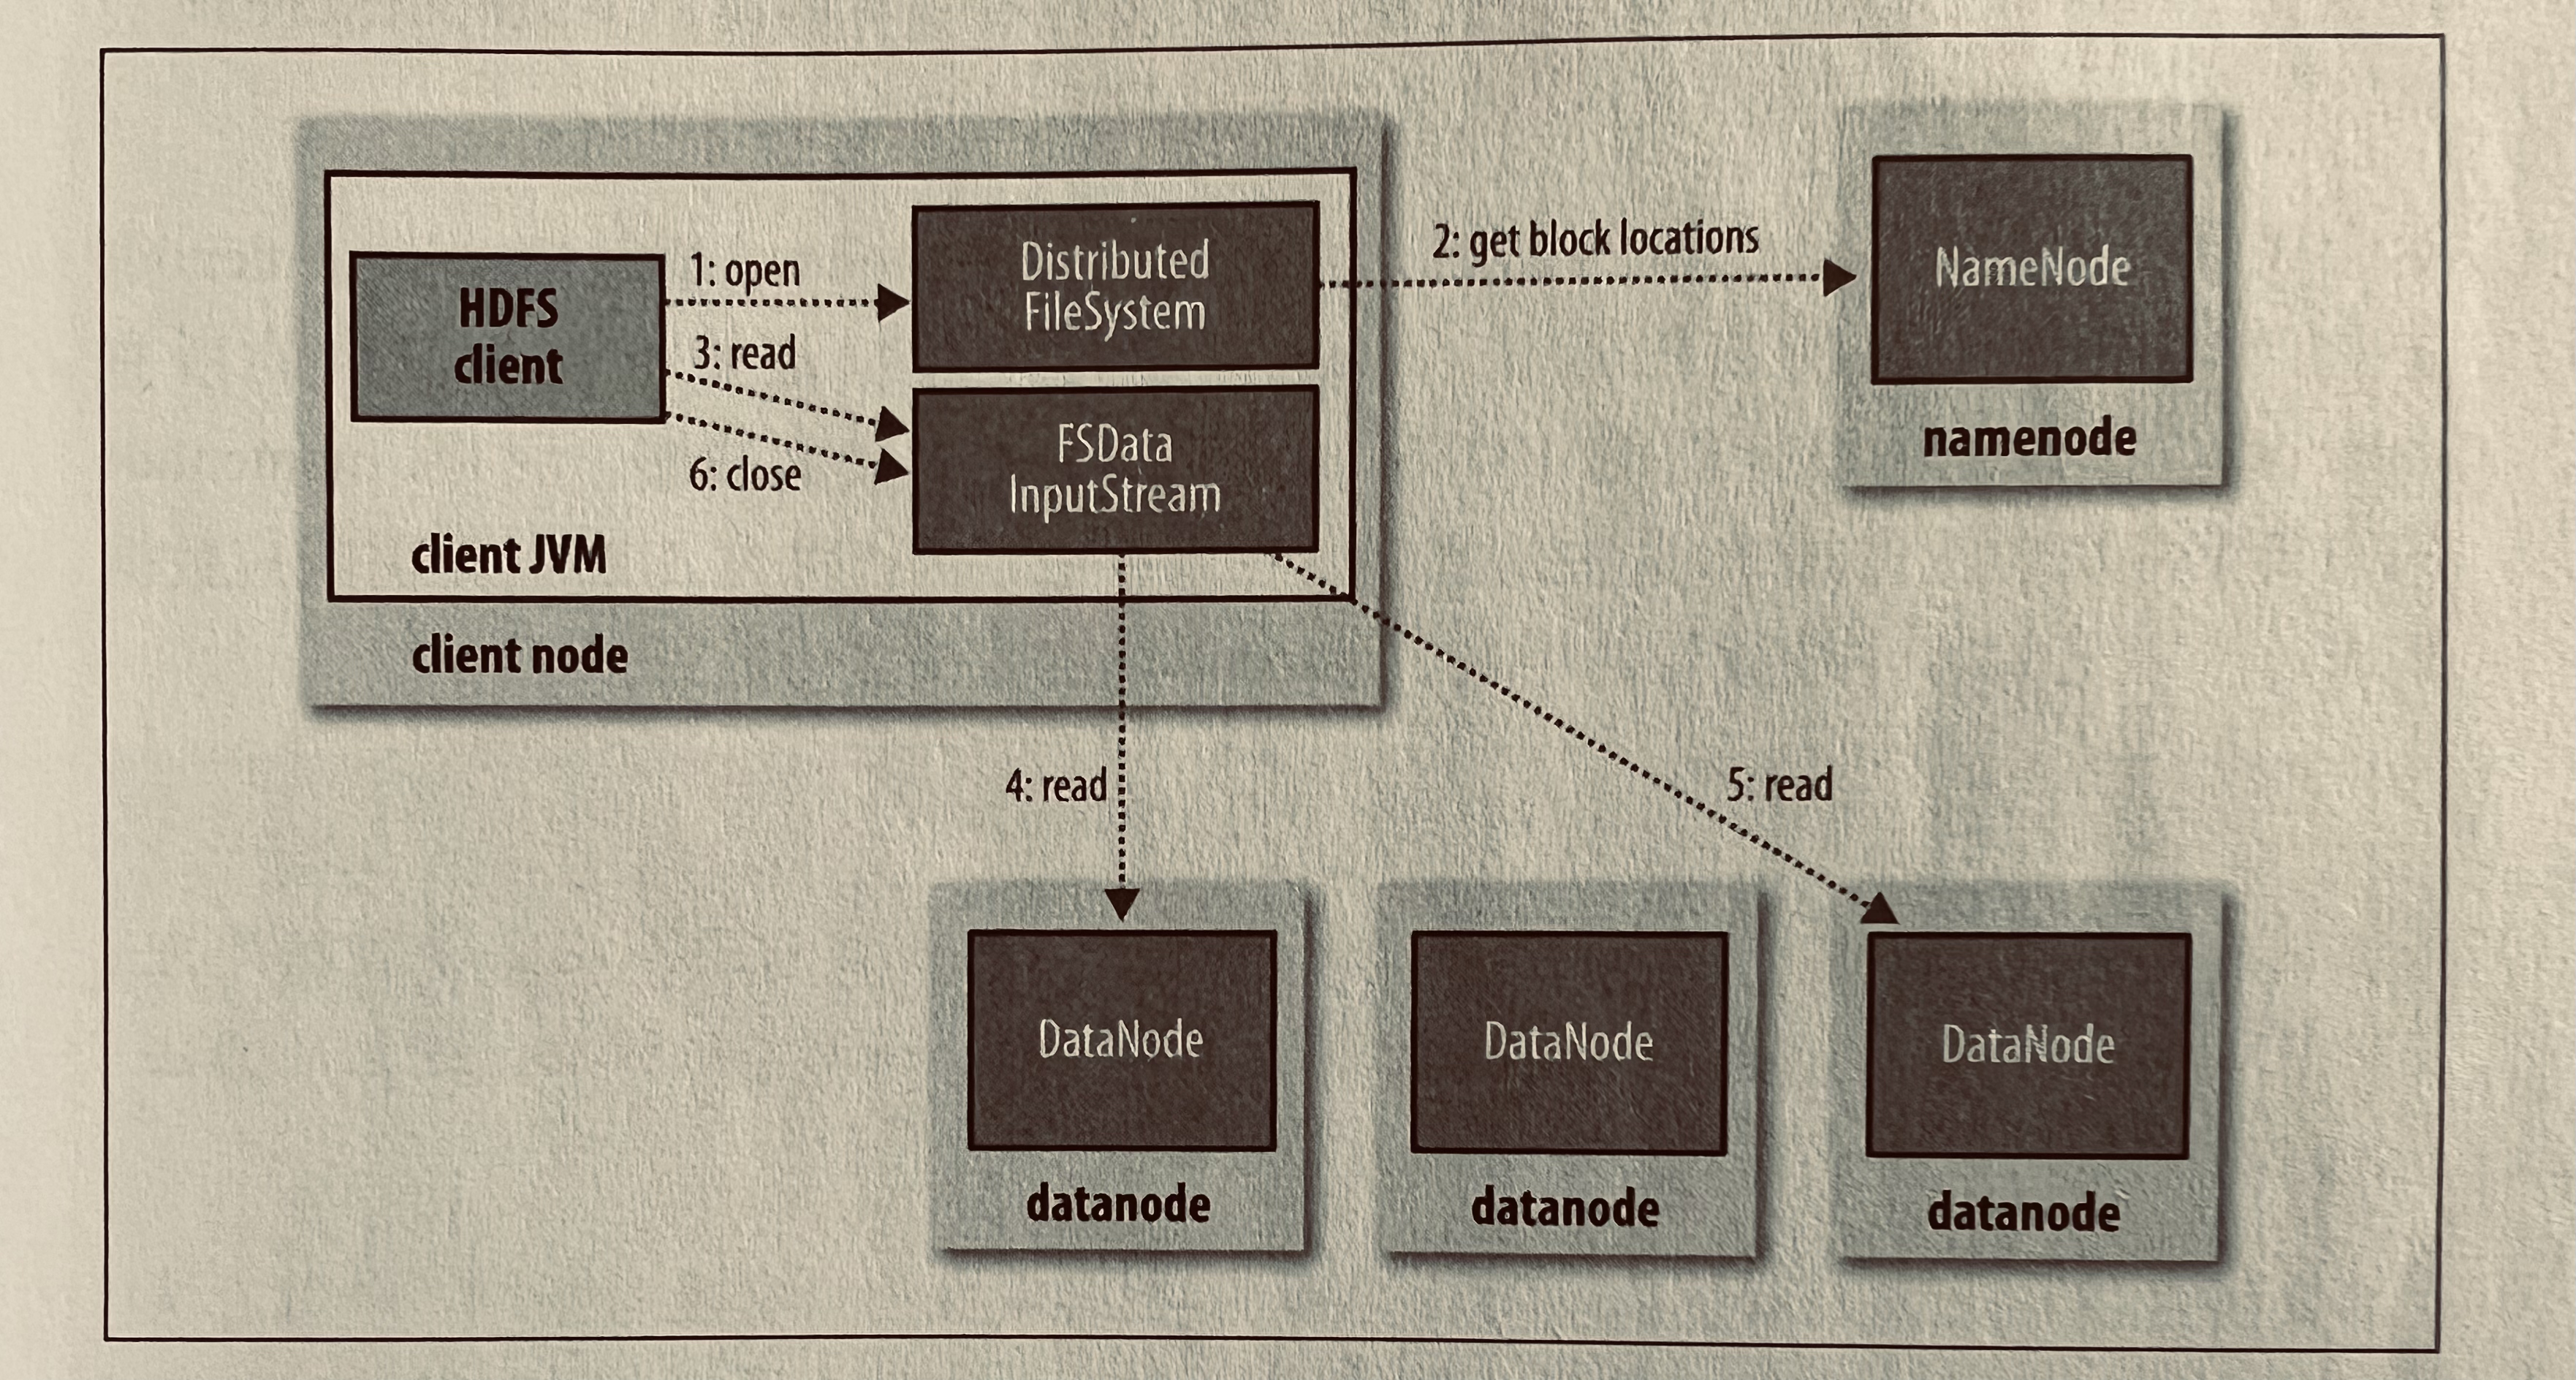 HDFS
client
1: open
3: read
6: close
Distributed
FileSystem
FSData
InputStream
client JVM
client node
2: get block locations
NameNode
namenode
4: read
5: read
DataNode
datanode
DataNode
datanode
DataNode
datanode